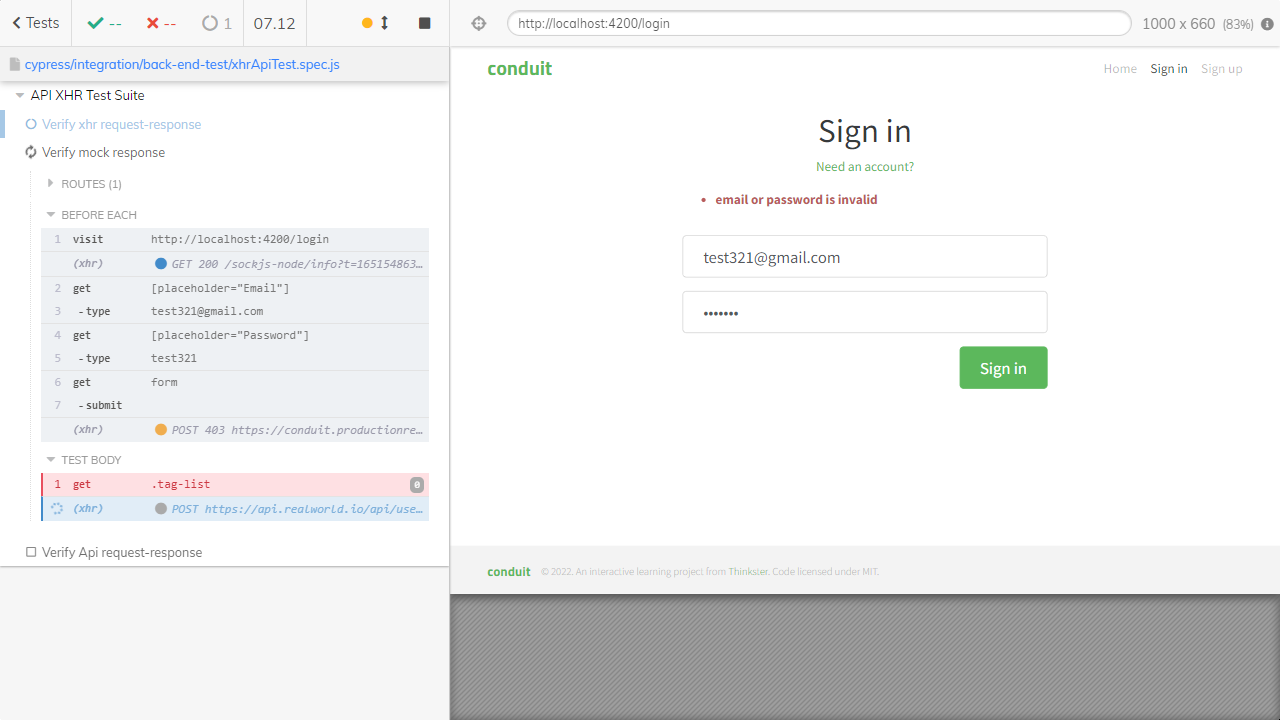 Tests -- -- 1 07.12
http://localhost:4200/login 1000 x 660 (83%)
cypress/integration/back-end-test/xhrApiTest.spec.js
API XHR Test Suite
Verify xhr request-response
Verify mock response
ROUTES (1)
BEFORE EACH
1 visit http://localhost:4200/login
(xhr) GET 200 /sockjs-node/info?t=165154863…
2 get [placeholder="Email"]
3 -type test321@gmail.com
4 get [placeholder="Password"]
5 -type test321
6 get form
7 -submit
(xhr) POST 403 https://conduit.productionre…
TEST BODY
1 get .tag-list 0
(xhr) POST https://api.realworld.io/api/use…
Verify Api request-response
conduit
Home Sign in Sign up
Sign in
Need an account?
• email or password is invalid
test321@gmail.com
•••••••
Sign in
conduit © 2022. An interactive learning project from Thinkster. Code licensed under MIT.